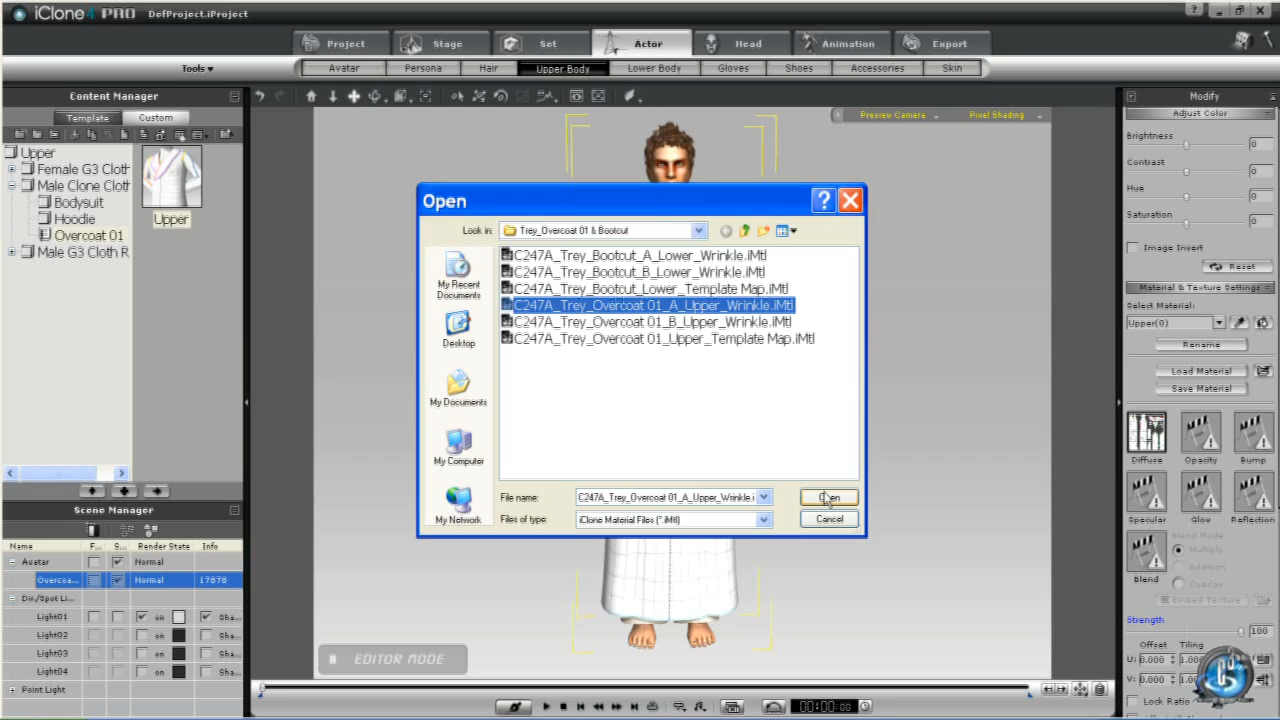 iClone4 PRO DefProject.iProject
Project Stage Set Actor Head Animation Export
Tools Avatar Persona Hair Upper Body Lower Body Gloves Shoes Accessories Skin
Content Manager
Template Custom
Upper
Female G3 Cloth
Male Clone Cloth
Bodysuit
Hoodie
Overcoat 01
Male G3 Cloth R
Upper
Preview Camera Pixel Shading
Open
Look in: Trey_Overcoat 01 & Bootcut
My Recent Documents
Desktop
My Documents
My Computer
My Network
C247A_Trey_Bootcut_A_Lower_Wrinkle.iMtl
C247A_Trey_Bootcut_B_Lower_Wrinkle.iMtl
C247A_Trey_Bootcut_Lower_Template Map.iMtl
C247A_Trey_Overcoat 01_A_Upper_Wrinkle.iMtl
C247A_Trey_Overcoat 01_B_Upper_Wrinkle.iMtl
C247A_Trey_Overcoat 01_Upper_Template Map.iMtl
File name: C247A_Trey_Overcoat 01_A_Upper_Wrinkle.i
Open
Files of type: iClone Material Files (*.iMtl)
Cancel
Scene Manager
Name F... S... Render State Info
Avatar Normal
Overcoa... Normal 17878
Dir./Spot Li...
Light01 on Sha...
Light02 on Sha...
Light03 on Sha...
Light04 on Sha...
Point Light
EDITOR MODE
00:00:00
Modify
Adjust Color
Brightness 0
Contrast 0
Hue 0
Saturation 0
Image Invert
Reset
Material & Texture Settings
Select Material:
Upper(0)
Rename
Load Material
Save Material
Diffuse Opacity Bump
Specular Glow Reflection
Blend Mode
Multiply
Addition
Overlay
Blend
Embed Texture
Strength
100
Offset Tiling
U: 0.000 1.00
V: 0.000 1.00
Lock Ratio